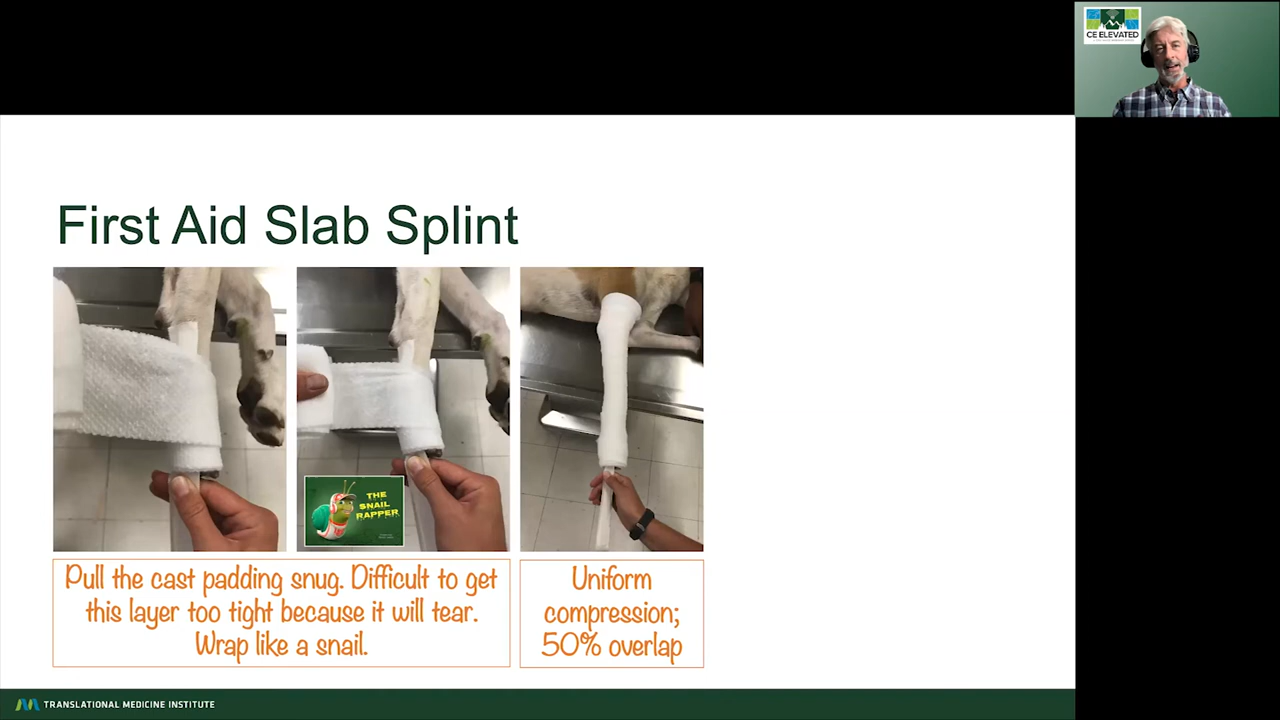 CE ELEVATED
First Aid Slab Splint
THE
SNAIL
RAPPER
Pull the cast padding snug. Difficult to get
this layer too tight because it will tear.
Wrap like a snail.
Uniform
compression;
50% overlap
TRANSLATIONAL MEDICINE INSTITUTE